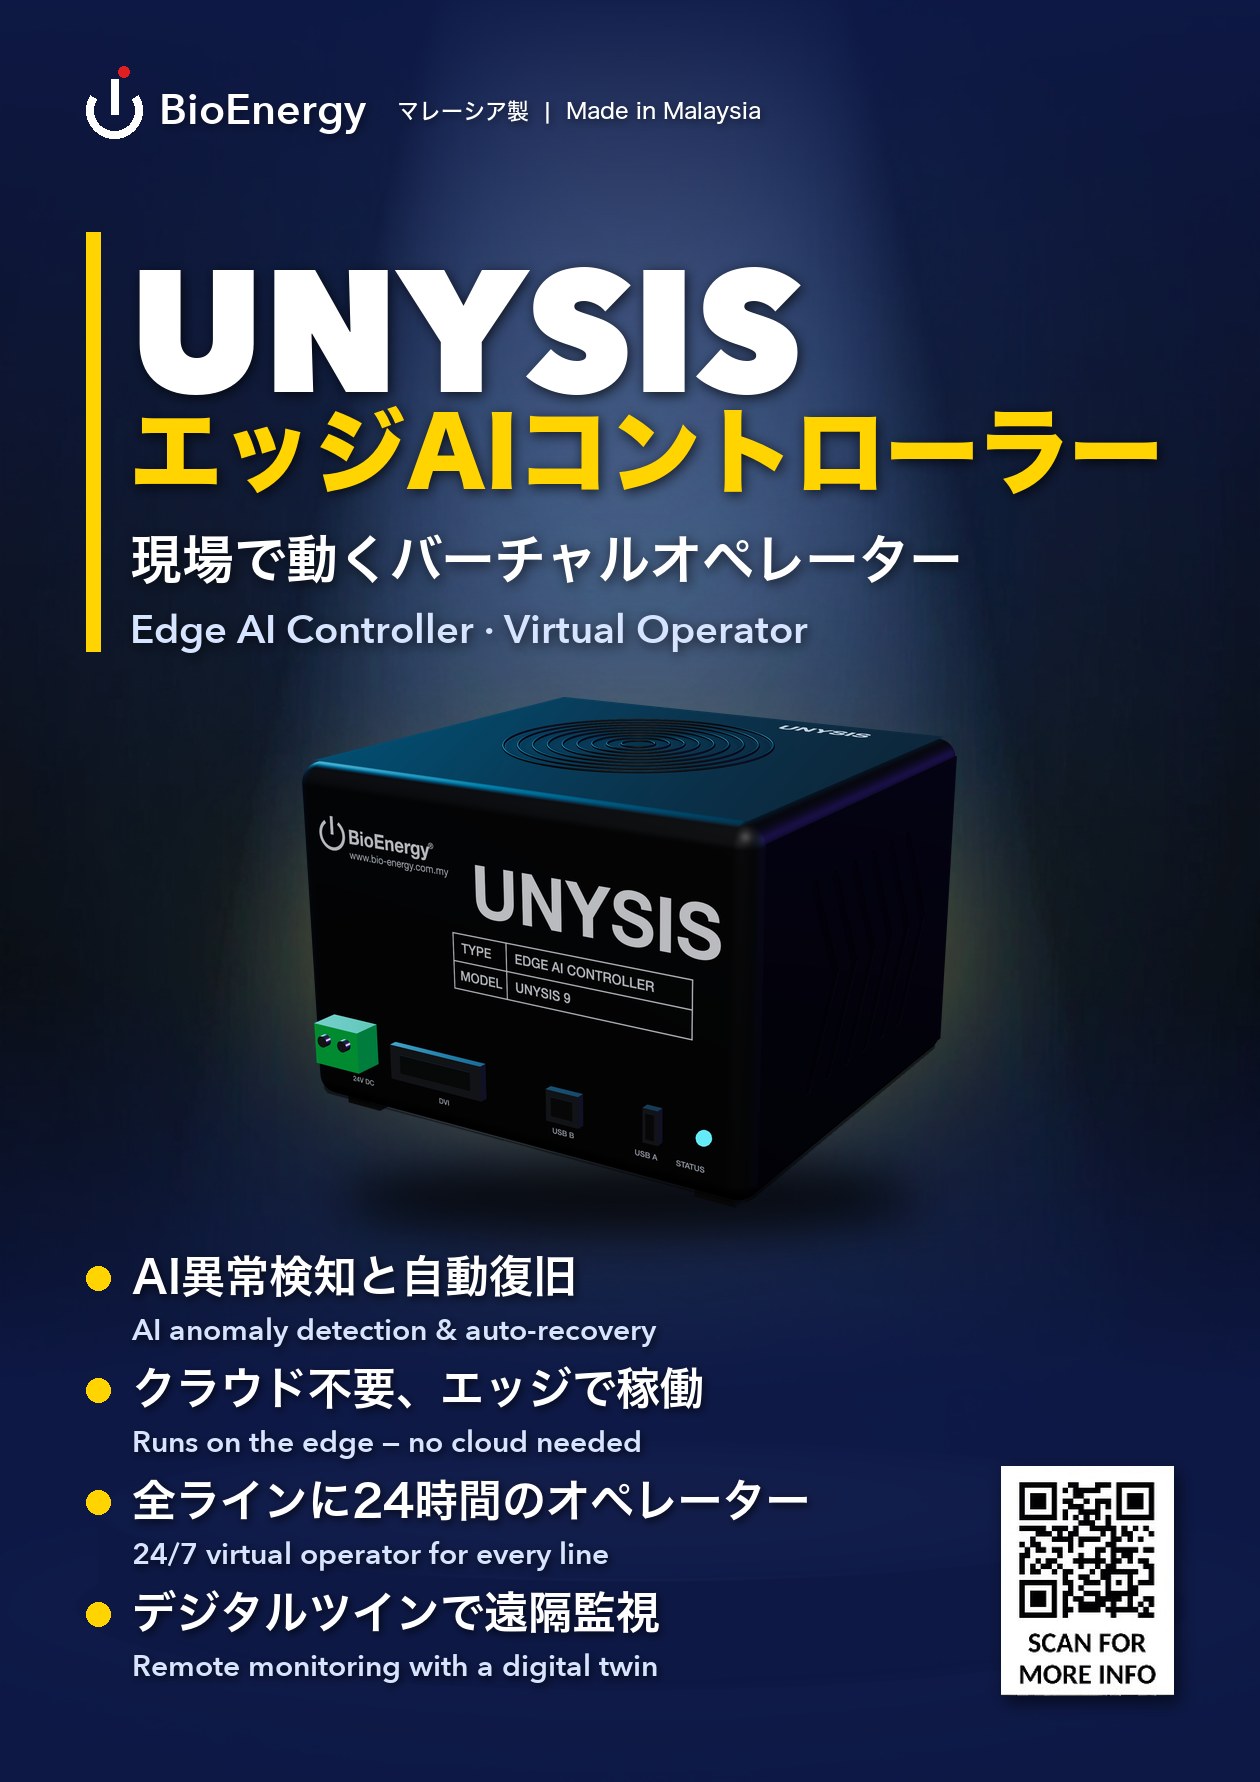 BioEnergy マレーシア製 | Made in Malaysia
UNYSIS
エッジAIコントローラー
現場で動くバーチャルオペレーター
Edge AI Controller · Virtual Operator
UNYSIS
BioEnergy®
www.bio-energy.com.my
UNYSIS
TYPE EDGE AI CONTROLLER
MODEL UNYSIS 9
24V DC
DVI
USB B
USB A
STATUS
AI異常検知と自動復旧
AI anomaly detection & auto-recovery
クラウド不要、エッジで稼働
Runs on the edge – no cloud needed
全ラインに24時間のオペレーター
24/7 virtual operator for every line
デジタルツインで遠隔監視
Remote monitoring with a digital twin
SCAN FOR
MORE INFO